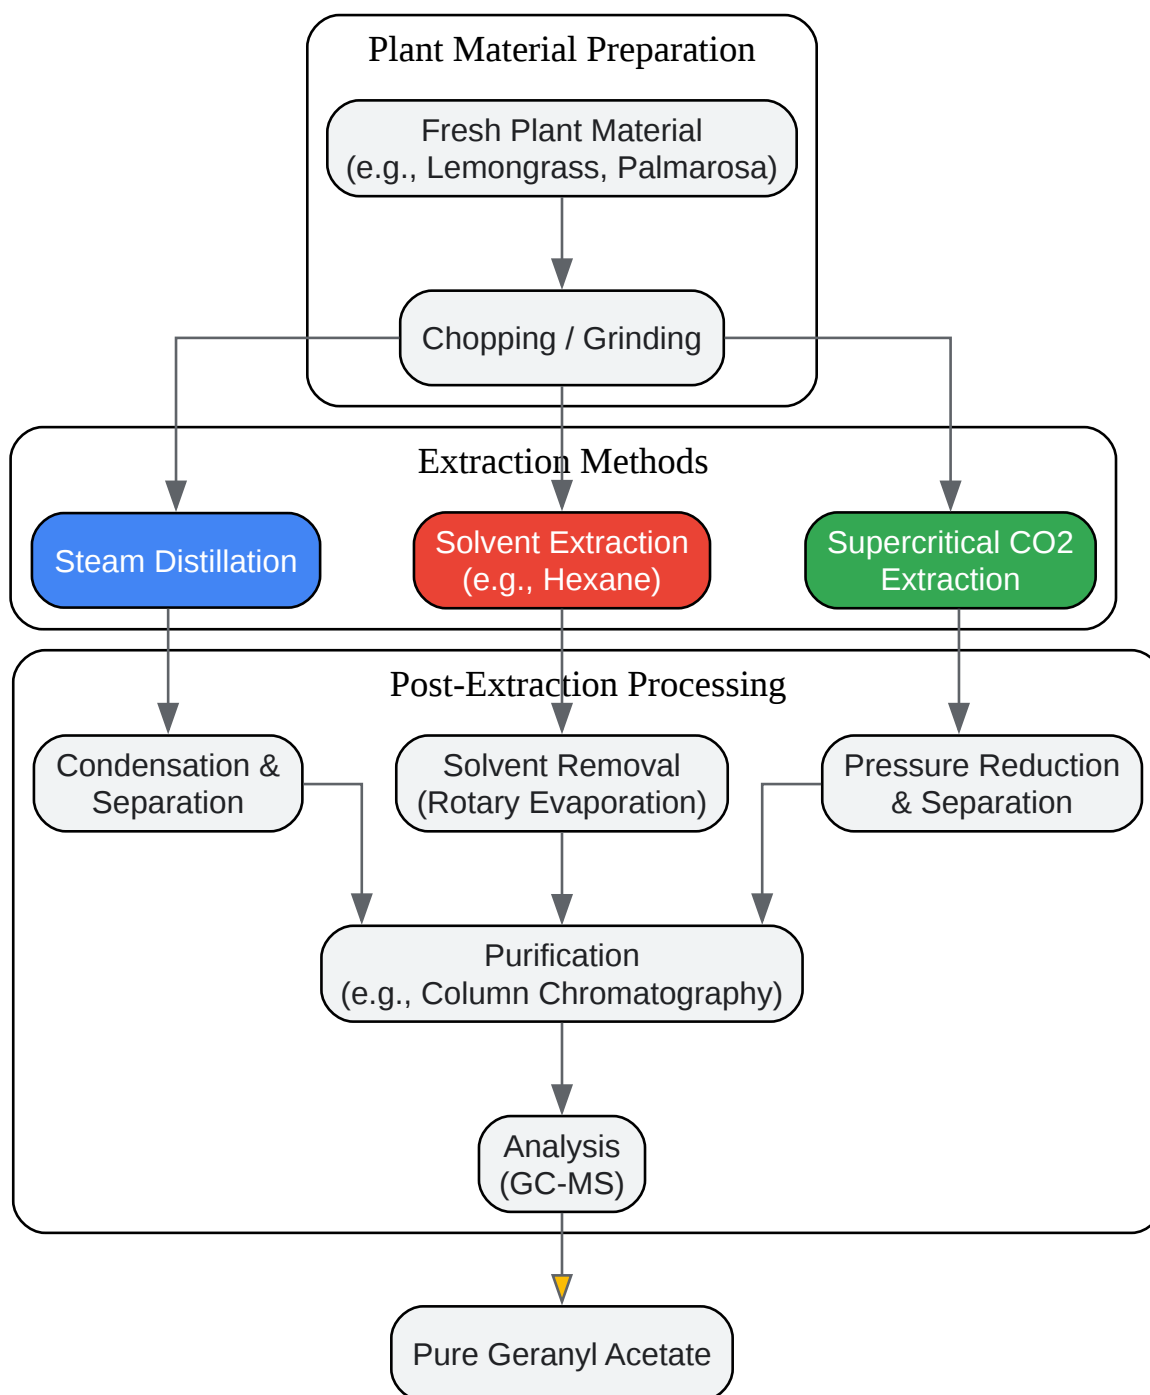 Plant Material Preparation
Fresh Plant Material
(e.g., Lemongrass, Palmarosa)
Chopping / Grinding
Extraction Methods
Steam Distillation
Solvent Extraction
(e.g., Hexane)
Supercritical CO2
Extraction
Post-Extraction Processing
Condensation &
Separation
Solvent Removal
(Rotary Evaporation)
Pressure Reduction
& Separation
Purification
(e.g., Column Chromatography)
Analysis
(GC-MS)
Pure Geranyl Acetate